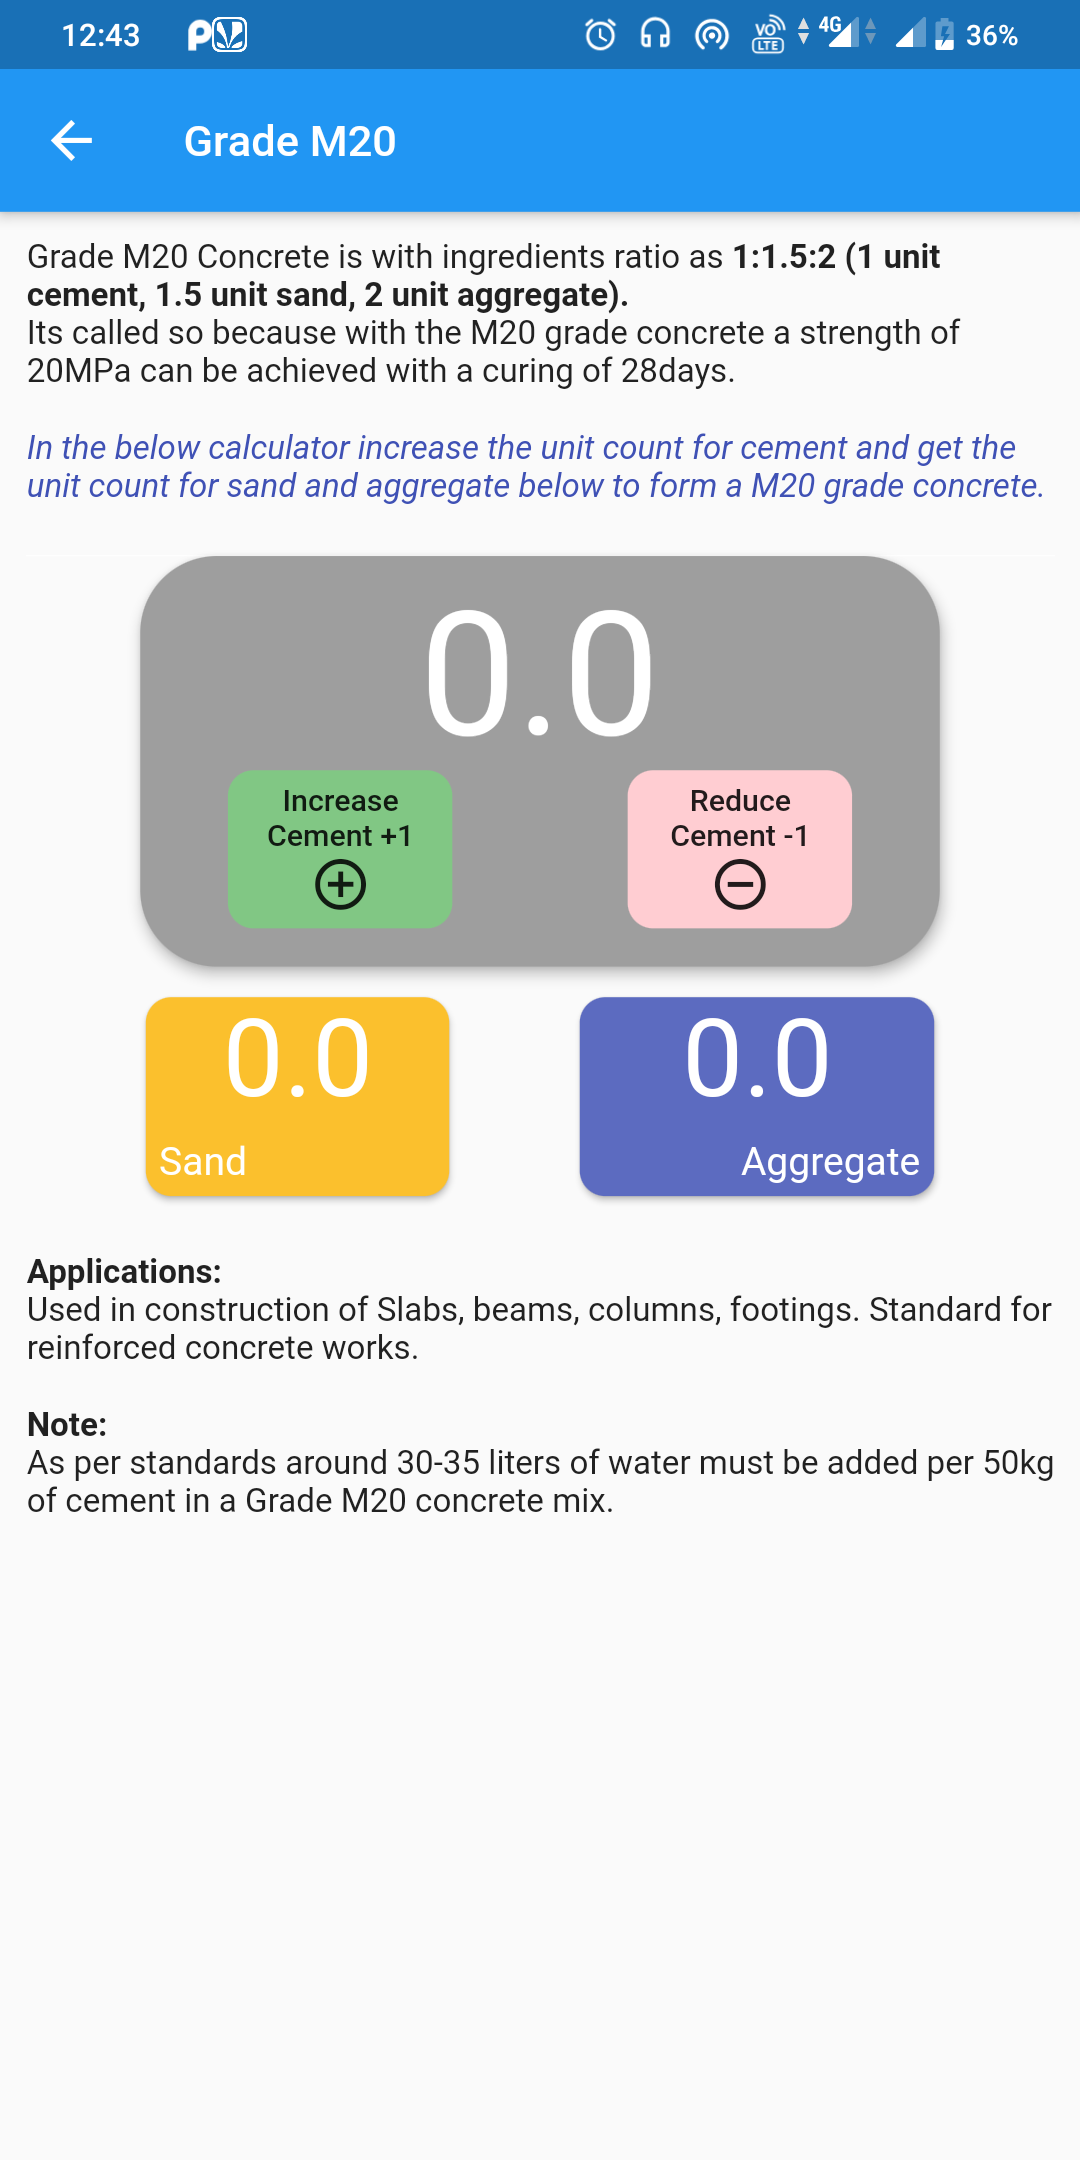 12:43
4G
VO
LTE
36%
Grade M20
Grade M20 Concrete is with ingredients ratio as 1:1.5:2 (1 unit
cement, 1.5 unit sand, 2 unit aggregate).
Its called so because with the M20 grade concrete a strength of
20MPa can be achieved with a curing of 28days.
In the below calculator increase the unit count for cement and get the
unit count for sand and aggregate below to form a M20 grade concrete.
0.0
Increase
Cement +1
Reduce
Cement -1
0.0
Sand
0.0
Aggregate
Applications:
Used in construction of Slabs, beams, columns, footings. Standard for
reinforced concrete works.
Note:
As per standards around 30-35 liters of water must be added per 50kg
of cement in a Grade M20 concrete mix.